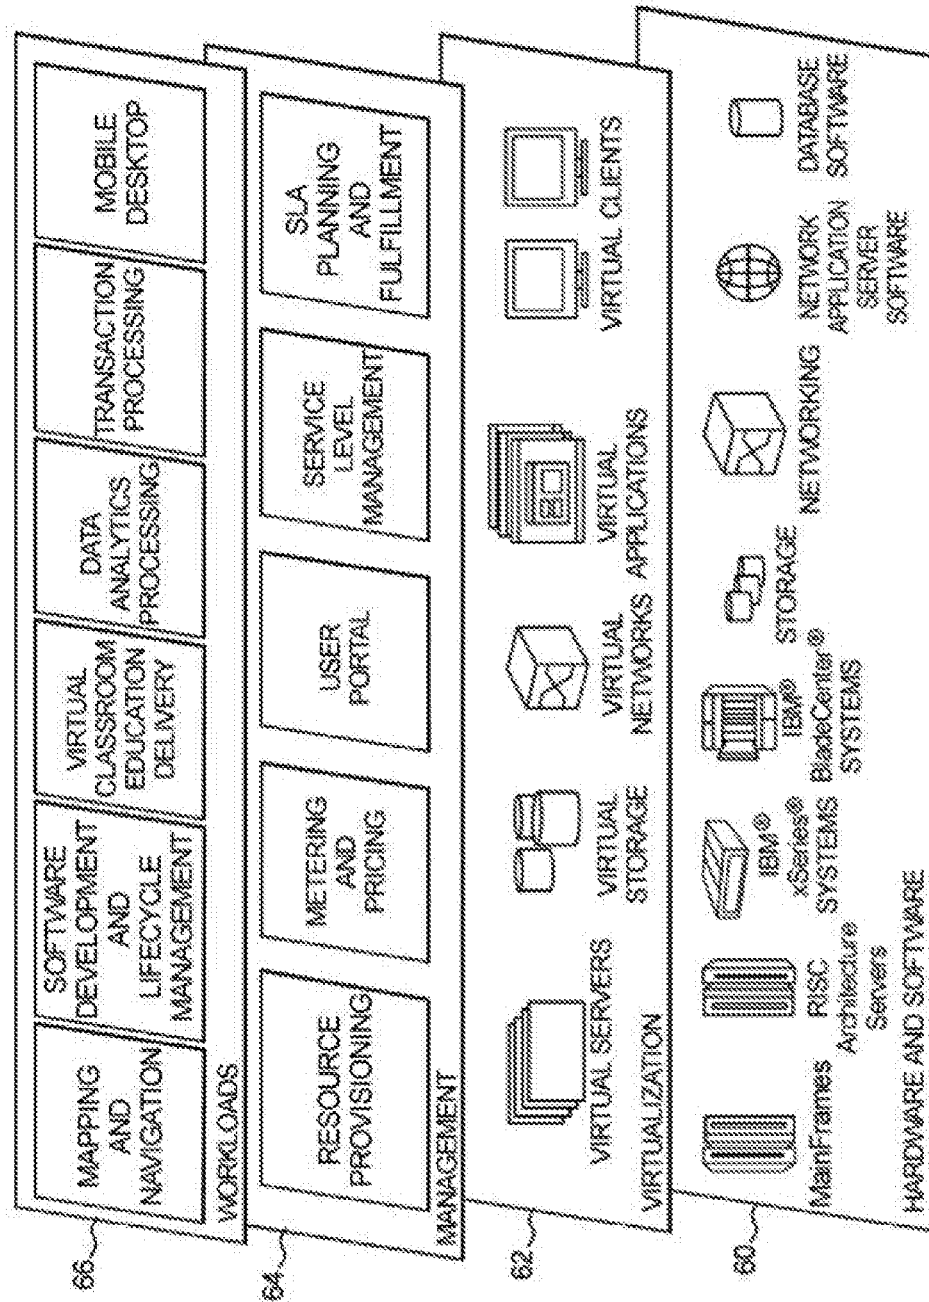 66
MAPPING
AND
NAVIGATION
SOFTWARE
DEVELOPMENT
AND
LIFECYCLE
MANAGEMENT
VIRTUAL
CLASSROOM
EDUCATION
DELIVERY
DATA
ANALYTICS
PROCESSING
TRANSACTION
PROCESSING
MOBILE
DESKTOP
WORKLOADS
64
RESOURCE
PROVISIONING
METERING
AND
PRICING
USER
PORTAL
SERVICE
LEVEL
MANAGEMENT
SLA
PLANNING
AND
FULFILLMENT
MANAGEMENT
62
VIRTUAL SERVERS
VIRTUAL
STORAGE
VIRTUAL
NETWORKS
VIRTUAL
APPLICATIONS
VIRTUAL CLIENTS
VIRTUALIZATION
60
MainFrames
RISC
Architecture
Servers
IBM®
xSeries®
SYSTEMS
IBM®
BladeCenter®
SYSTEMS
STORAGE
NETWORKING
NETWORK
APPLICATION
SERVER
SOFTWARE
DATABASE
SOFTWARE
HARDWARE AND SOFTWARE